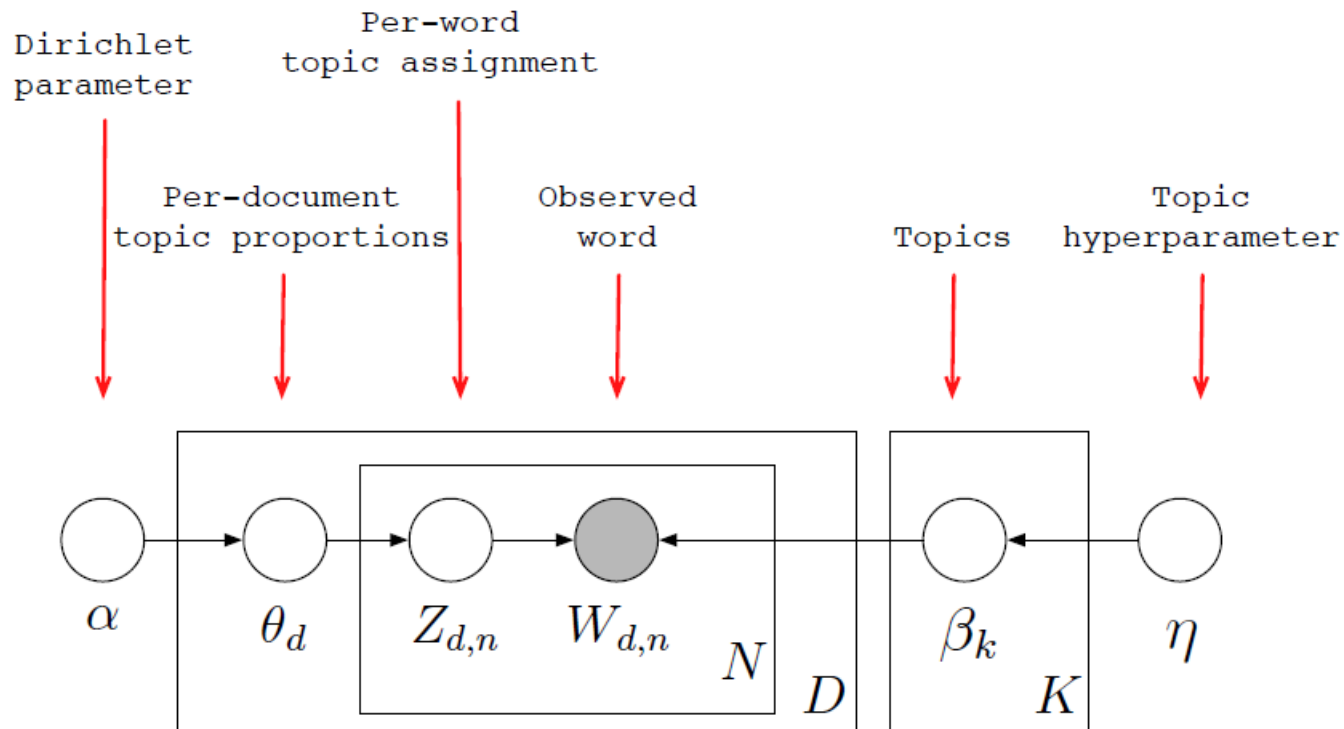 Dirichlet
parameter
Per-word
topic assignment
Per-document
topic proportions
Observed
word
Topics
Topic
hyperparameter
α
θ_d
Z_{d,n}
W_{d,n}
N
D
β_k
K
η